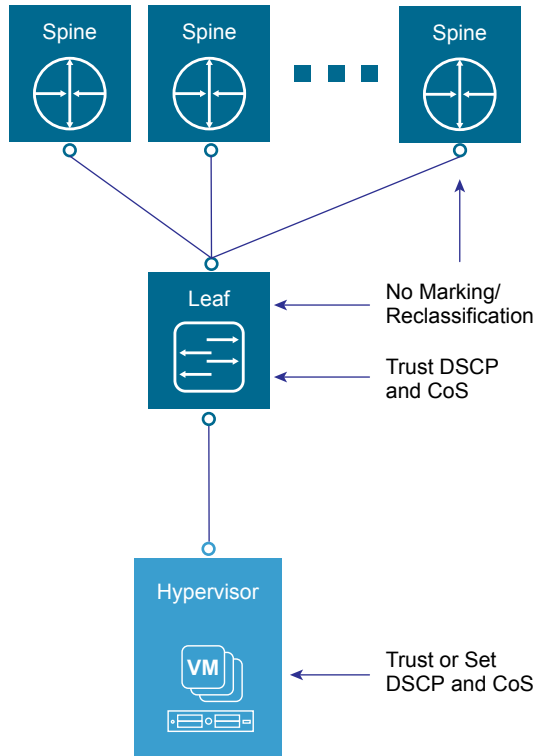 Spine
Spine
Spine
Leaf
No Marking/
Reclassification
Trust DSCP
and CoS
Hypervisor
VM
Trust or Set
DSCP and CoS